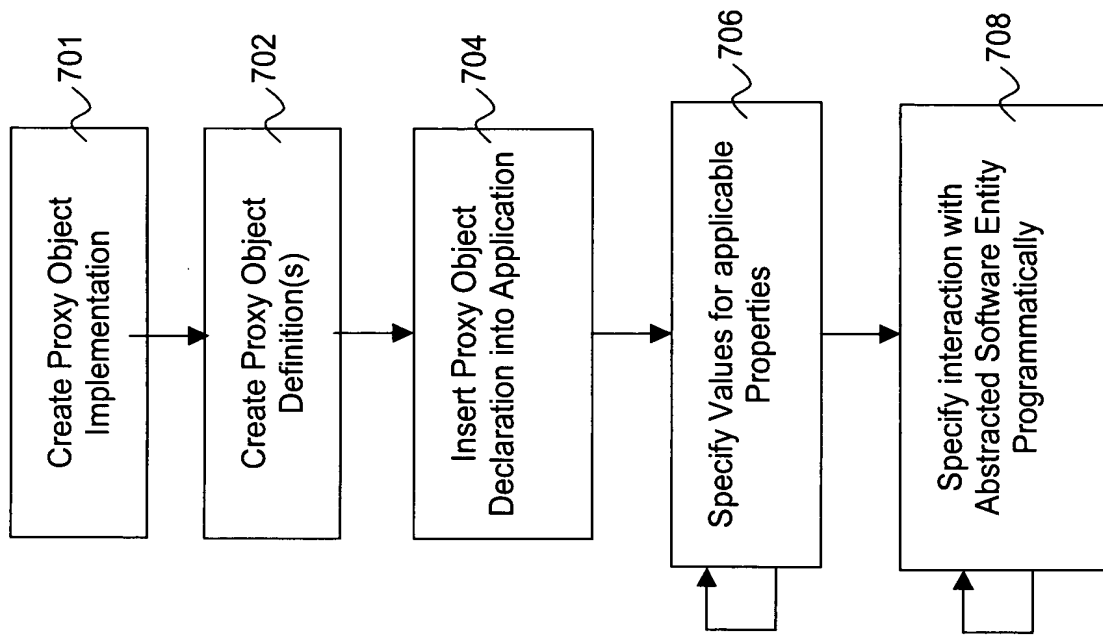 701
Create Proxy Object
Implementation
702
Create Proxy Object
Definition(s)
704
Insert Proxy Object
Declaration into Application
706
Specify Values for applicable
Properties
708
Specify interaction with
Abstracted Software Entity
Programmatically